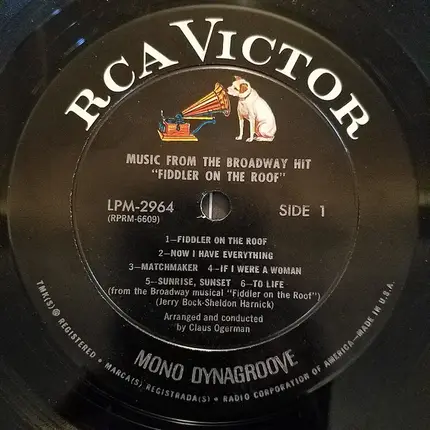 RCA VICTOR
MUSIC FROM THE BROADWAY HIT
"FIDDLER ON THE ROOF"
LPM-2964
(RPRM-6609)
SIDE 1
1—FIDDLER ON THE ROOF
2—NOW I HAVE EVERYTHING
3—MATCHMAKER 4—IF I WERE A WOMAN
5—SUNRISE, SUNSET 6—TO LIFE
(from the Broadway musical "Fiddler on the Roof")
(Jerry Bock-Sheldon Harnick)
Arranged and conducted
by Claus Ogerman
MONO DYNAGROOVE
TMK(S) ® REGISTERED • MARCA(S) REGISTRADA(S) • RADIO CORPORATION OF AMERICA—MADE IN U.S.A.